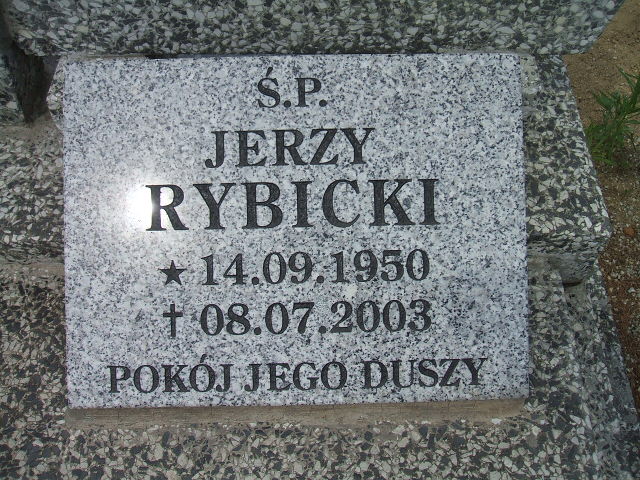 Ś.P.
JERZY
RYBICKI
★ 14.09.1950
✝ 08.07.2003
POKÓJ JEGO DUSZY